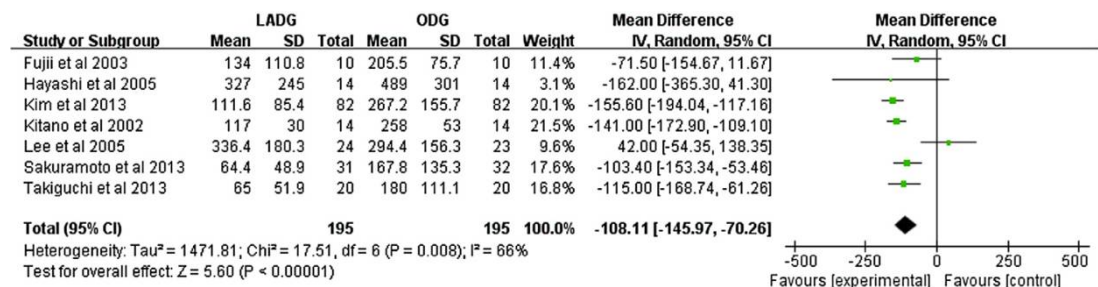 LADG ODG Mean Difference Mean Difference
Study or Subgroup Mean SD Total Mean SD Total Weight IV, Random, 95% CI IV, Random, 95% CI
Fujii et al 2003 134 110.8 10 205.5 75.7 10 11.4% -71.50 [-154.67, 11.67]
Hayashi et al 2005 327 245 14 489 301 14 3.1% -162.00 [-365.30, 41.30]
Kim et al 2013 111.6 85.4 82 267.2 155.7 82 20.1% -155.60 [-194.04, -117.16]
Kitano et al 2002 117 30 14 258 53 14 21.5% -141.00 [-172.90, -109.10]
Lee et al 2005 336.4 180.3 24 294.4 156.3 23 9.6% 42.00 [-54.35, 138.35]
Sakuramoto et al 2013 64.4 48.9 31 167.8 135.3 32 17.6% -103.40 [-153.34, -53.46]
Takiguchi et al 2013 65 51.9 20 180 111.1 20 16.8% -115.00 [-168.74, -61.26]
Total (95% CI) 195 195 100.0% -108.11 [-145.97, -70.26]
Heterogeneity: Tau² = 1471.81; Chi² = 17.51, df = 6 (P = 0.008); I² = 66%
Test for overall effect: Z = 5.60 (P < 0.00001)
-500 -250 0 250 500
Favours [experimental] Favours [control]